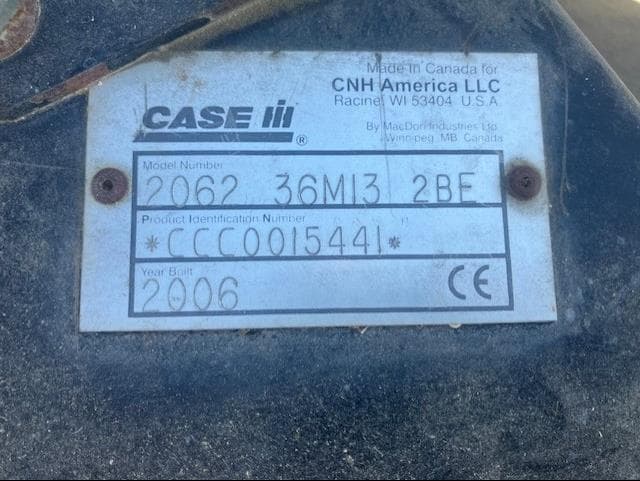 Made in Canada for
CNH America LLC
Racine, WI 53404 U.S.A.
By MacDon Industries Ltd.
Winnipeg, MB Canada
CASE IH
®
Model Number
2062 36M13 2BE
Product Identification Number
*CCC0015441*
Year Built
2006
CE